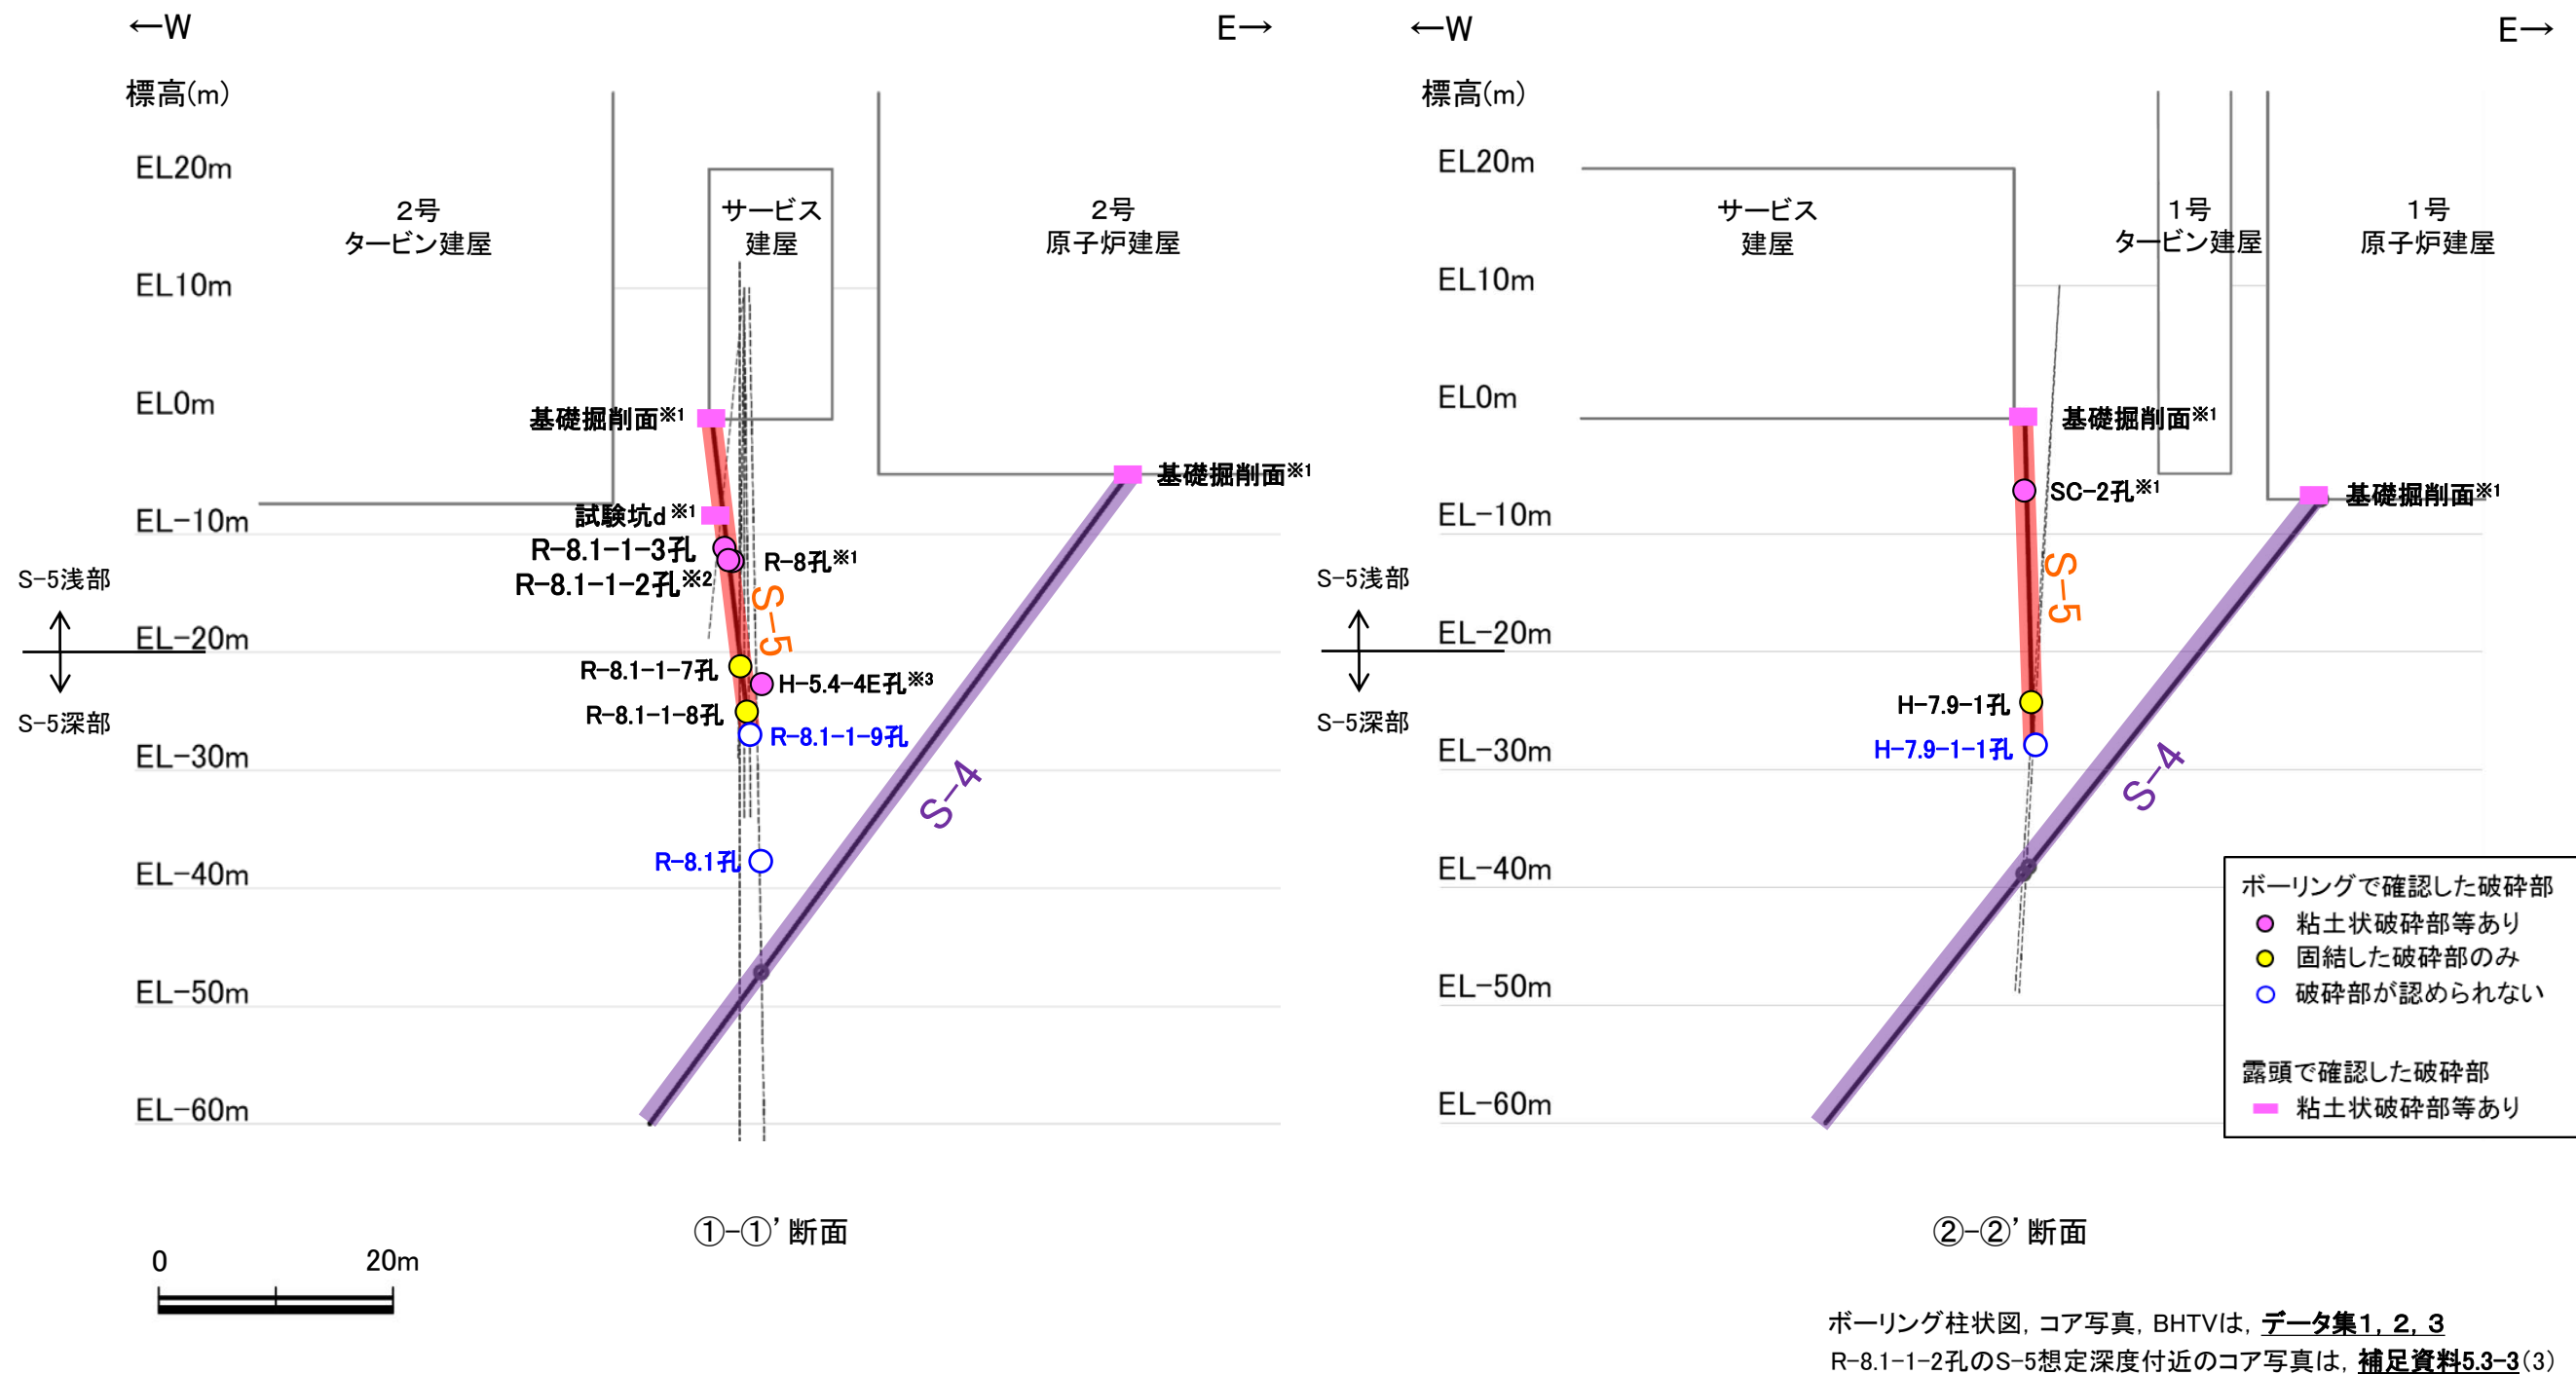 ←W
E→
標高(m)
EL20m
EL10m
EL0m
EL-10m
EL-20m
EL-30m
EL-40m
EL-50m
EL-60m
2号
タービン建屋
サービス
建屋
2号
原子炉建屋
基礎掘削面※1
基礎掘削面※1
試験坑d※1
R-8.1-1-3孔
R-8孔※1
R-8.1-1-2孔※2
S-5
S-5浅部
S-5深部
R-8.1-1-7孔
H-5.4-4E孔※3
R-8.1-1-8孔
R-8.1-1-9孔
S-4
R-8.1孔
①-①’断面
0 20m
←W
E→
標高(m)
EL20m
EL10m
EL0m
EL-10m
EL-20m
EL-30m
EL-40m
EL-50m
EL-60m
サービス
建屋
1号
タービン建屋
1号
原子炉建屋
基礎掘削面※1
SC-2孔※1
基礎掘削面※1
S-5
S-5浅部
S-5深部
H-7.9-1孔
H-7.9-1-1孔
S-4
②-②’断面
ボーリングで確認した破砕部
粘土状破砕部等あり
固結した破砕部のみ
破砕部が認められない
露頭で確認した破砕部
粘土状破砕部等あり
ボーリング柱状図, コア写真, BHTVは, データ集1, 2, 3
R-8.1-1-2孔のS-5想定深度付近のコア写真は, 補足資料5.3-3(3)